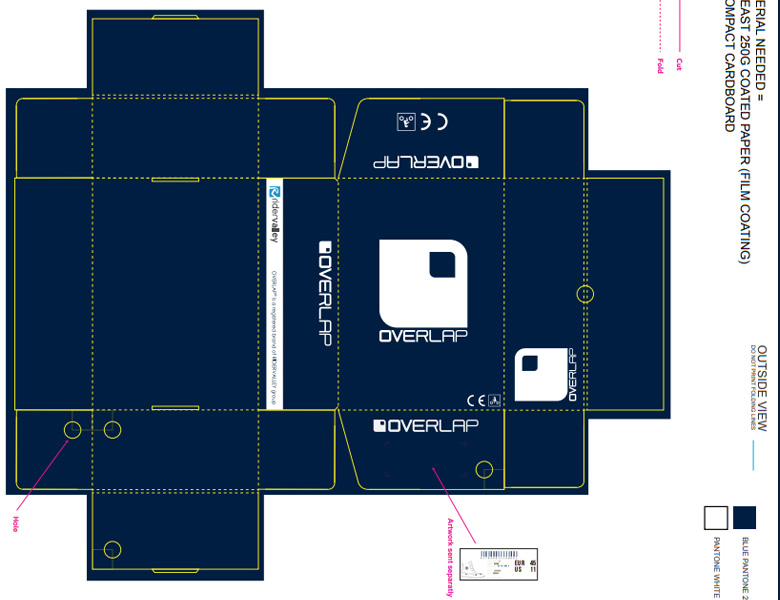 ERIAL NEEDED =
EAST 250G COATED PAPER (FILM COATING)
OMPACT CARDBOARD
Cut
Fold
CE
OVERLAP
ridervalley
OVERLAP® is a registered brand of RIDERVALLEY group
OVERLAP
OVERLAP
OVERLAP
CE
OVERLAP
OUTSIDE VIEW
DO NOT PRINT FOLDING LINES
BLUE PANTONE 2
PANTONE WHITE
Hole
Artwork sent separatly
EUR 45
US 11